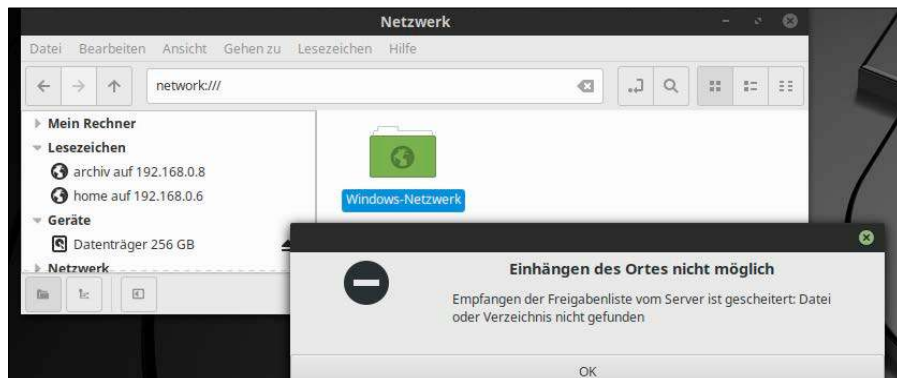 Netzwerk
Datei Bearbeiten Ansicht Gehen zu Lesezeichen Hilfe
network:///
Mein Rechner
Lesezeichen
archiv auf 192.168.0.8
home auf 192.168.0.6
Geräte
Datenträger 256 GB
Netzwerk
Windows-Netzwerk
Einhängen des Ortes nicht möglich
Empfangen der Freigabenliste vom Server ist gescheitert: Datei
oder Verzeichnis nicht gefunden
OK